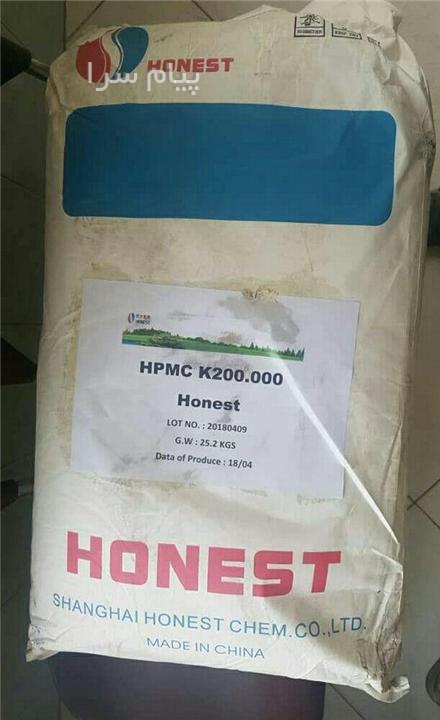 HONEST
پیام سرا
HONEST
HPMC K200.000
Honest
LOT NO. : 20180409
G.W : 25.2 KGS
Data of Produce : 18/04
HONEST
SHANGHAI HONEST CHEM.CO.,LTD.
MADE IN CHINA